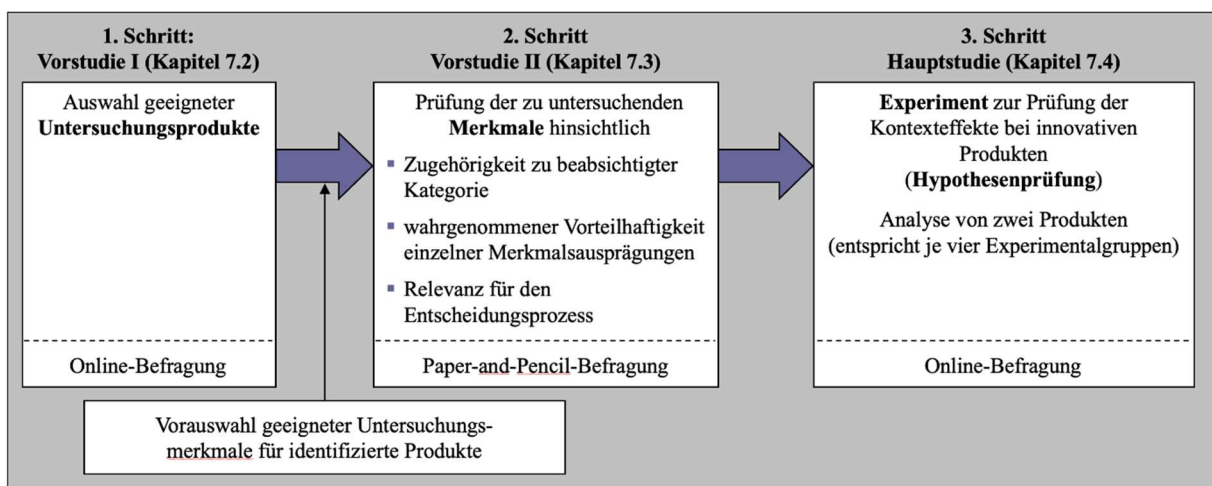 1. Schritt:
Vorstudie I (Kapitel 7.2)
Auswahl geeigneter
Untersuchungsprodukte
Online-Befragung
Vorauswahl geeigneter Untersuchungs-
merkmale für identifizierte Produkte
2. Schritt
Vorstudie II (Kapitel 7.3)
Prüfung der zu untersuchenden
Merkmale hinsichtlich
▪ Zugehörigkeit zu beabsichtigter
Kategorie
▪ wahrgenommener Vorteilhaftigkeit
einzelner Merkmalsausprägungen
▪ Relevanz für den
Entscheidungsprozess
Paper-and-Pencil-Befragung
3. Schritt
Hauptstudie (Kapitel 7.4)
Experiment zur Prüfung der
Kontexteffekte bei innovativen
Produkten
(Hypothesenprüfung)
Analyse von zwei Produkten
(entspricht je vier Experimentalgruppen)
Online-Befragung